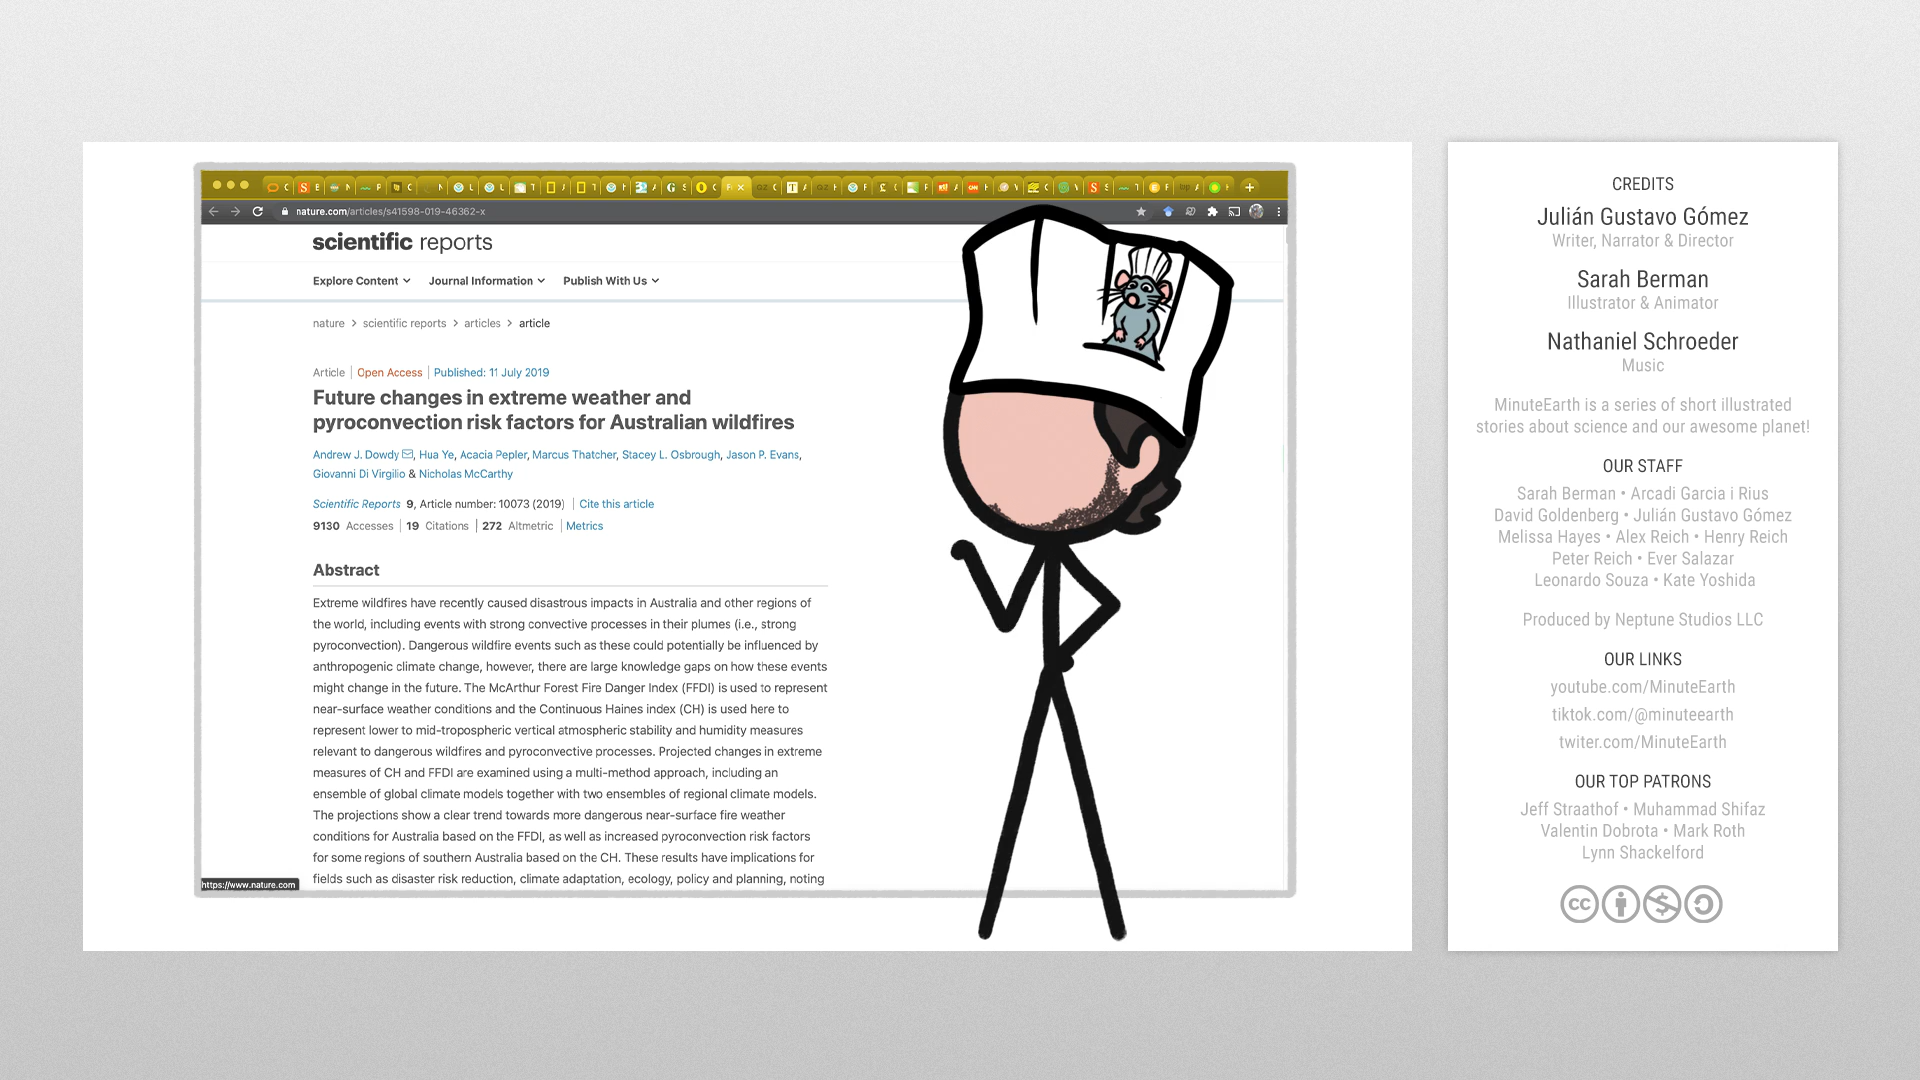 nature.com/articles/s41598-019-46362-x
scientific reports
Explore Content Journal Information Publish With Us
nature > scientific reports > articles > article
Article | Open Access | Published: 11 July 2019
Future changes in extreme weather and
pyroconvection risk factors for Australian wildfires
Andrew J. Dowdy, Hua Ye, Acacia Pepler, Marcus Thatcher, Stacey L. Osbrough, Jason P. Evans,
Giovanni Di Virgilio & Nicholas McCarthy
Scientific Reports 9, Article number: 10073 (2019) | Cite this article
9130 Accesses | 19 Citations | 272 Altmetric | Metrics
Abstract
Extreme wildfires have recently caused disastrous impacts in Australia and other regions of
the world, including events with strong convective processes in their plumes (i.e., strong
pyroconvection). Dangerous wildfire events such as these could potentially be influenced by
anthropogenic climate change, however, there are large knowledge gaps on how these events
might change in the future. The McArthur Forest Fire Danger Index (FFDI) is used to represent
near-surface weather conditions and the Continuous Haines index (CH) is used here to
represent lower to mid-tropospheric vertical atmospheric stability and humidity measures
relevant to dangerous wildfires and pyroconvective processes. Projected changes in extreme
measures of CH and FFDI are examined using a multi-method approach, including an
ensemble of global climate models together with two ensembles of regional climate models.
The projections show a clear trend towards more dangerous near-surface fire weather
conditions for Australia based on the FFDI, as well as increased pyroconvection risk factors
for some regions of southern Australia based on the CH. These results have implications for
fields such as disaster risk reduction, climate adaptation, ecology, policy and planning, noting
https://www.nature.com
CREDITS
Julián Gustavo Gómez
Writer, Narrator & Director
Sarah Berman
Illustrator & Animator
Nathaniel Schroeder
Music
MinuteEarth is a series of short illustrated
stories about science and our awesome planet!
OUR STAFF
Sarah Berman • Arcadi Garcia i Rius
David Goldenberg • Julián Gustavo Gómez
Melissa Hayes • Alex Reich • Henry Reich
Peter Reich • Ever Salazar
Leonardo Souza • Kate Yoshida
Produced by Neptune Studios LLC
OUR LINKS
youtube.com/MinuteEarth
tiktok.com/@minuteearth
twiter.com/MinuteEarth
OUR TOP PATRONS
Jeff Straathof • Muhammad Shifaz
Valentin Dobrota • Mark Roth
Lynn Shackelford
cc